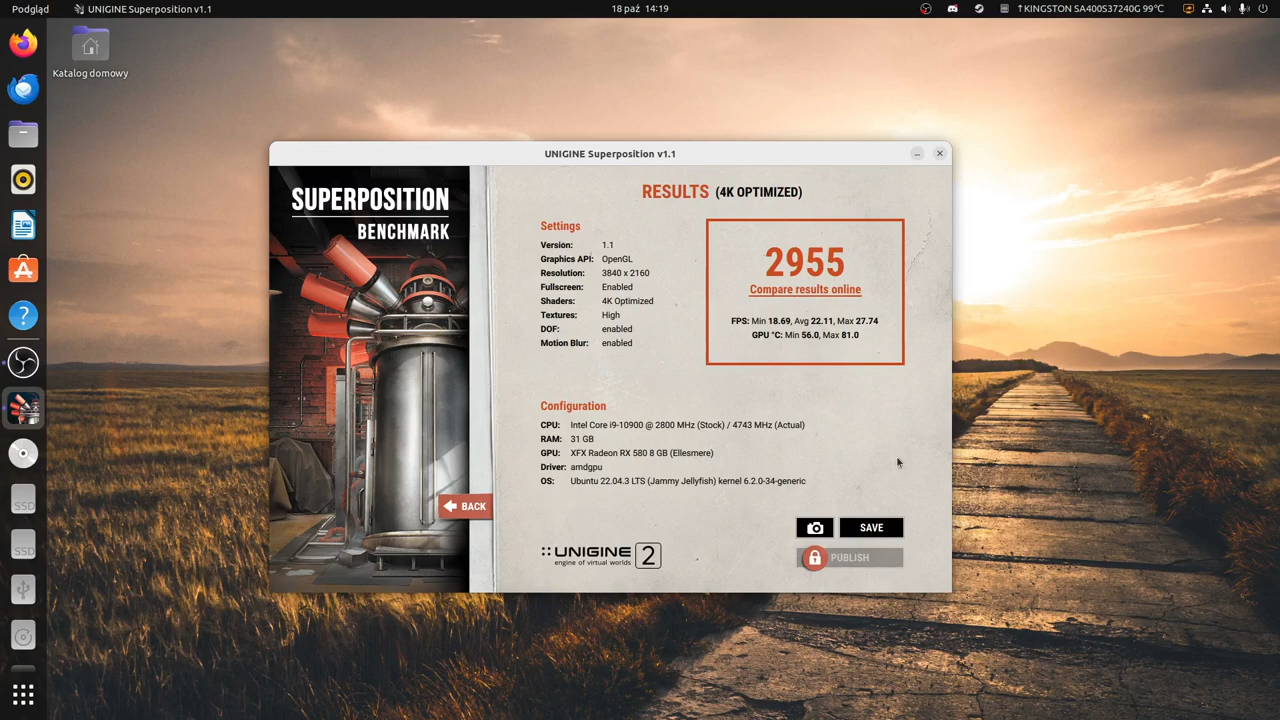 Podgląd
UNIGINE Superposition v1.1
18 paź 14:19
↑KINGSTON SA400S37240G 99°C
Katalog domowy
UNIGINE Superposition v1.1
SUPERPOSITION
BENCHMARK
RESULTS (4K OPTIMIZED)
Settings
Version: 1.1
Graphics API: OpenGL
Resolution: 3840 x 2160
Fullscreen: Enabled
Shaders: 4K Optimized
Textures: High
DOF: enabled
Motion Blur: enabled
2955
Compare results online
FPS: Min 18.69, Avg 22.11, Max 27.74
GPU °C: Min 56.0, Max 81.0
Configuration
CPU: Intel Core i9-10900 @ 2800 MHz (Stock) / 4743 MHz (Actual)
RAM: 31 GB
GPU: XFX Radeon RX 580 8 GB (Ellesmere)
Driver: amdgpu
OS: Ubuntu 22.04.3 LTS (Jammy Jellyfish) kernel 6.2.0-34-generic
BACK
SAVE
PUBLISH
UNIGINE 2
engine of virtual worlds
SSD
SSD